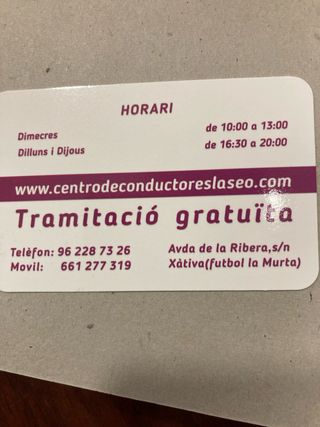 HORARI
Dimecres de 10:00 a 13:00
Dilluns i Dijous de 16:30 a 20:00
www.centrodeconductoreslaseo.com
Tramitació gratuïta
Telèfon: 96 228 73 26 Avda de la Ribera,s/n
Movil: 661 277 319 Xàtiva(futbol la Murta)